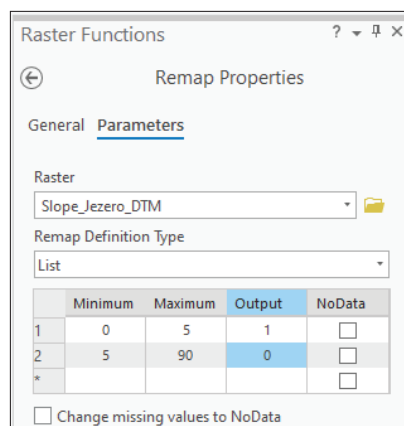 Raster Functions ?
Remap Properties
General Parameters
Raster
Slope_Jezero_DTM
Remap Definition Type
List
Minimum Maximum Output NoData
1 0 5 1
2 5 90 0
*
Change missing values to NoData